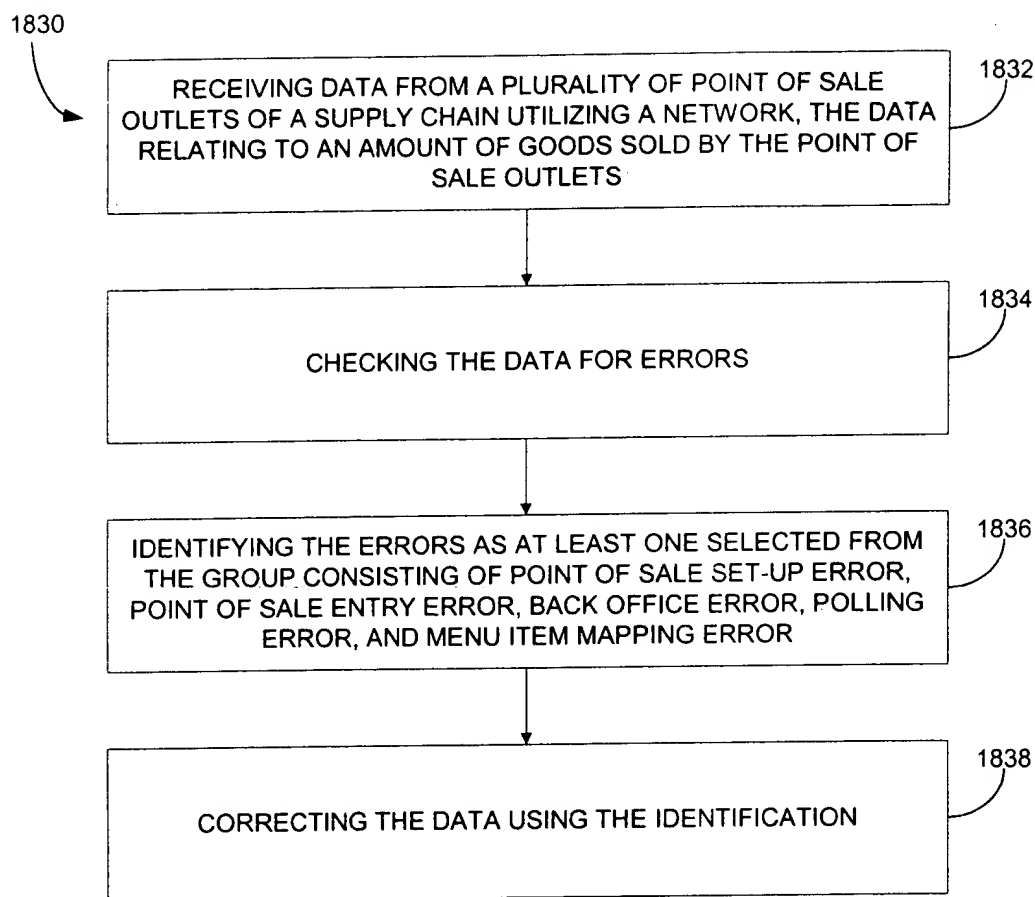 1830
1832
RECEIVING DATA FROM A PLURALITY OF POINT OF SALE
OUTLETS OF A SUPPLY CHAIN UTILIZING A NETWORK, THE DATA
RELATING TO AN AMOUNT OF GOODS SOLD BY THE POINT OF
SALE OUTLETS
1834
CHECKING THE DATA FOR ERRORS
1836
IDENTIFYING THE ERRORS AS AT LEAST ONE SELECTED FROM
THE GROUP CONSISTING OF POINT OF SALE SET-UP ERROR,
POINT OF SALE ENTRY ERROR, BACK OFFICE ERROR, POLLING
ERROR, AND MENU ITEM MAPPING ERROR
1838
CORRECTING THE DATA USING THE IDENTIFICATION